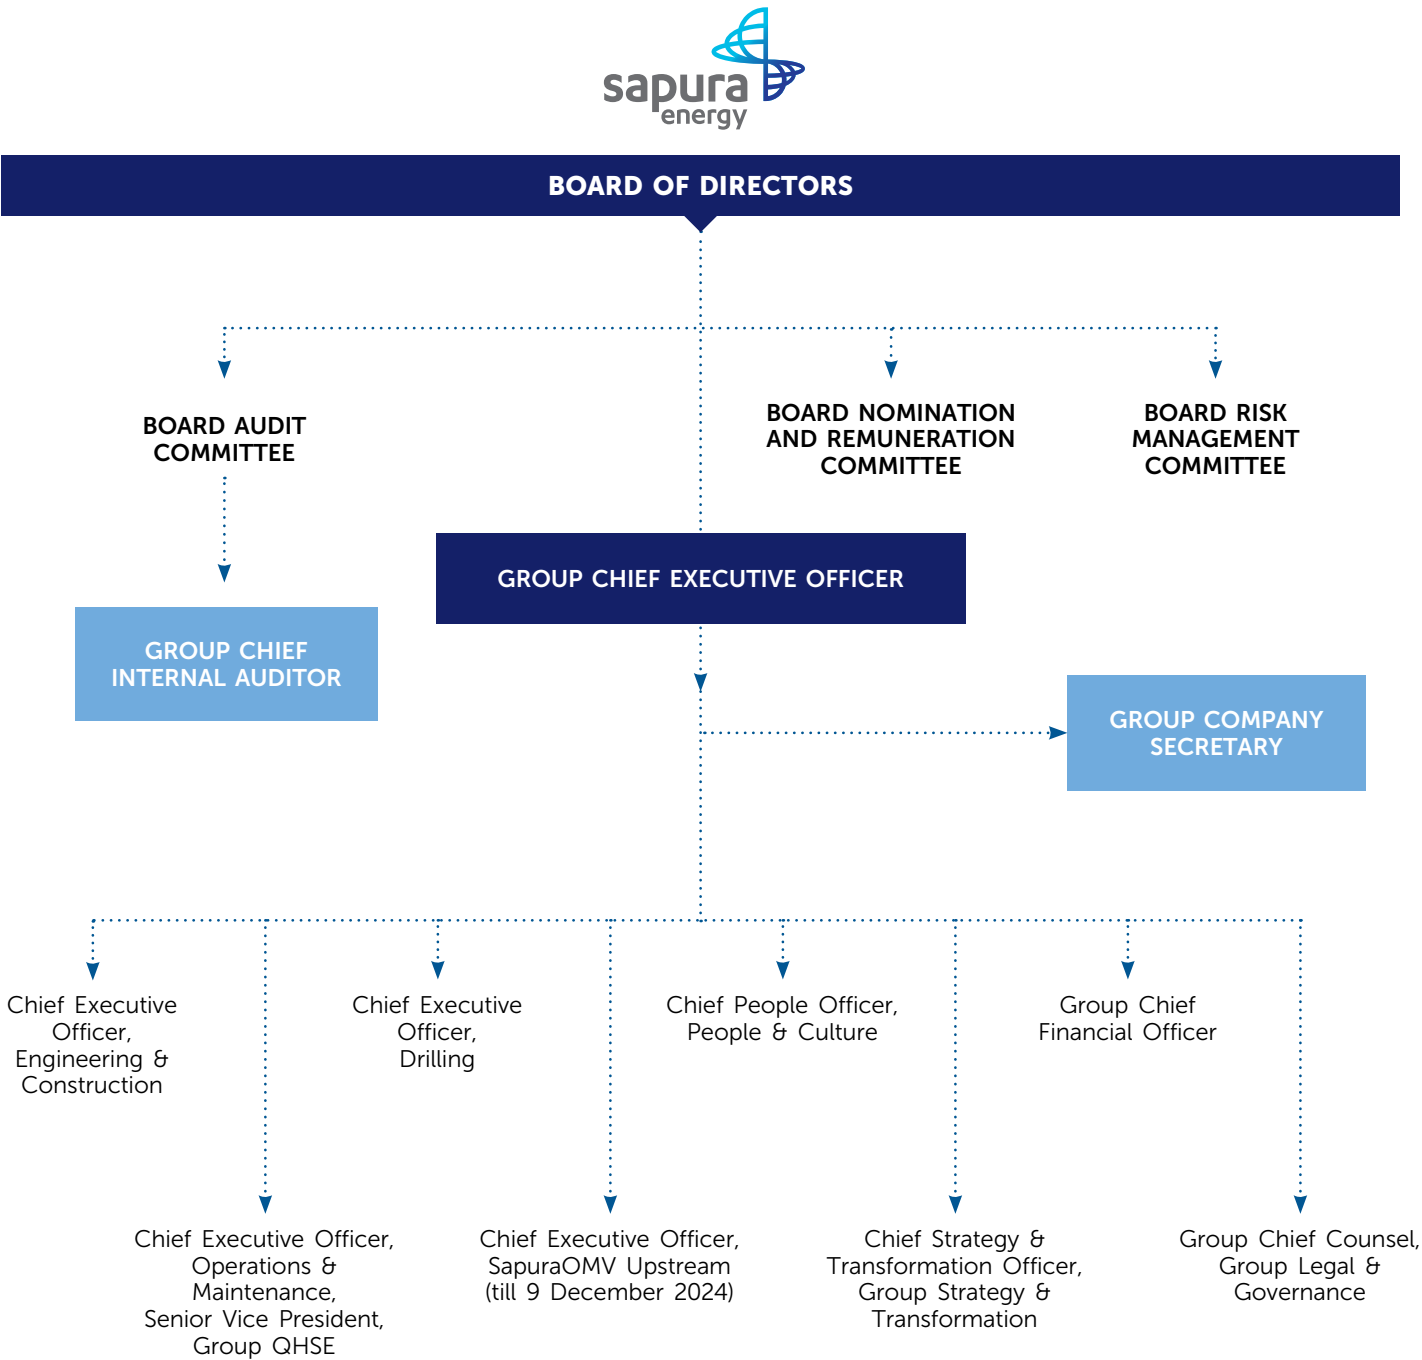 sapura
energy
BOARD OF DIRECTORS
BOARD AUDIT
COMMITTEE
BOARD NOMINATION
AND REMUNERATION
COMMITTEE
BOARD RISK
MANAGEMENT
COMMITTEE
GROUP CHIEF EXECUTIVE OFFICER
GROUP CHIEF
INTERNAL AUDITOR
GROUP COMPANY
SECRETARY
Chief Executive
Officer,
Engineering &
Construction
Chief Executive
Officer,
Drilling
Chief People Officer,
People & Culture
Group Chief
Financial Officer
Chief Executive Officer,
Operations &
Maintenance,
Senior Vice President,
Group QHSE
Chief Executive Officer,
SapuraOMV Upstream
(till 9 December 2024)
Chief Strategy &
Transformation Officer,
Group Strategy &
Transformation
Group Chief Counsel,
Group Legal &
Governance